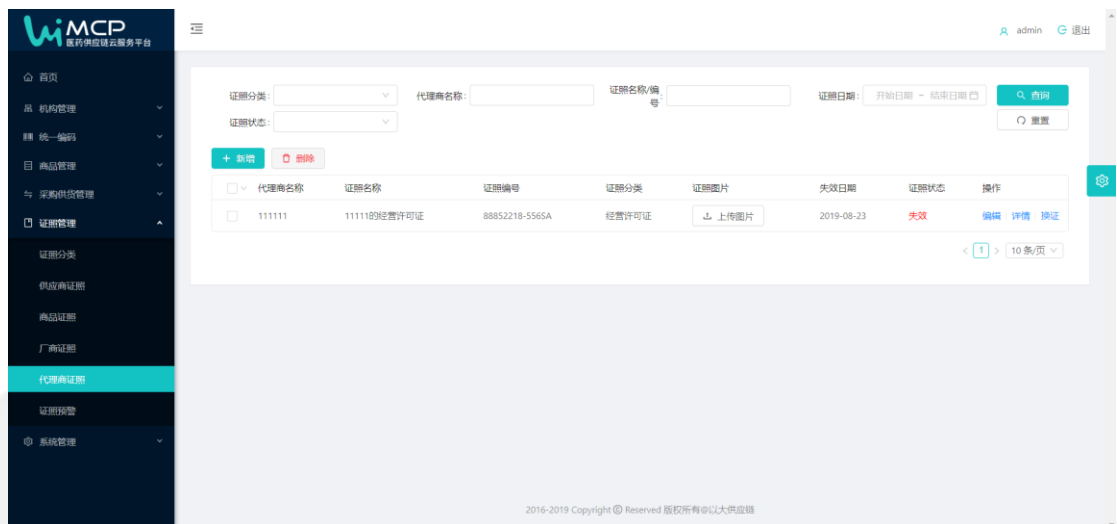 MCP
医药供应链云服务平台
admin 退出
首页
机构管理
统一编码
商品管理
采购供货管理
证照管理
证照分类
供应商证照
商品证照
厂商证照
代理商证照
证照预警
系统管理
证照分类: 代理商名称: 证照名称/编号: 证照日期: 开始日期 ~ 结束日期 查询
证照状态: 重置
+ 新增 删除
代理商名称 证照名称 证照编号 证照分类 证照图片 失效日期 证照状态 操作
111111 11111的经营许可证 88852218-556SA 经营许可证 上传图片 2019-08-23 失效 编辑 详情 换证
< 1 > 10 条/页
2016-2019 Copyright © Reserved 版权所有@以大供应链